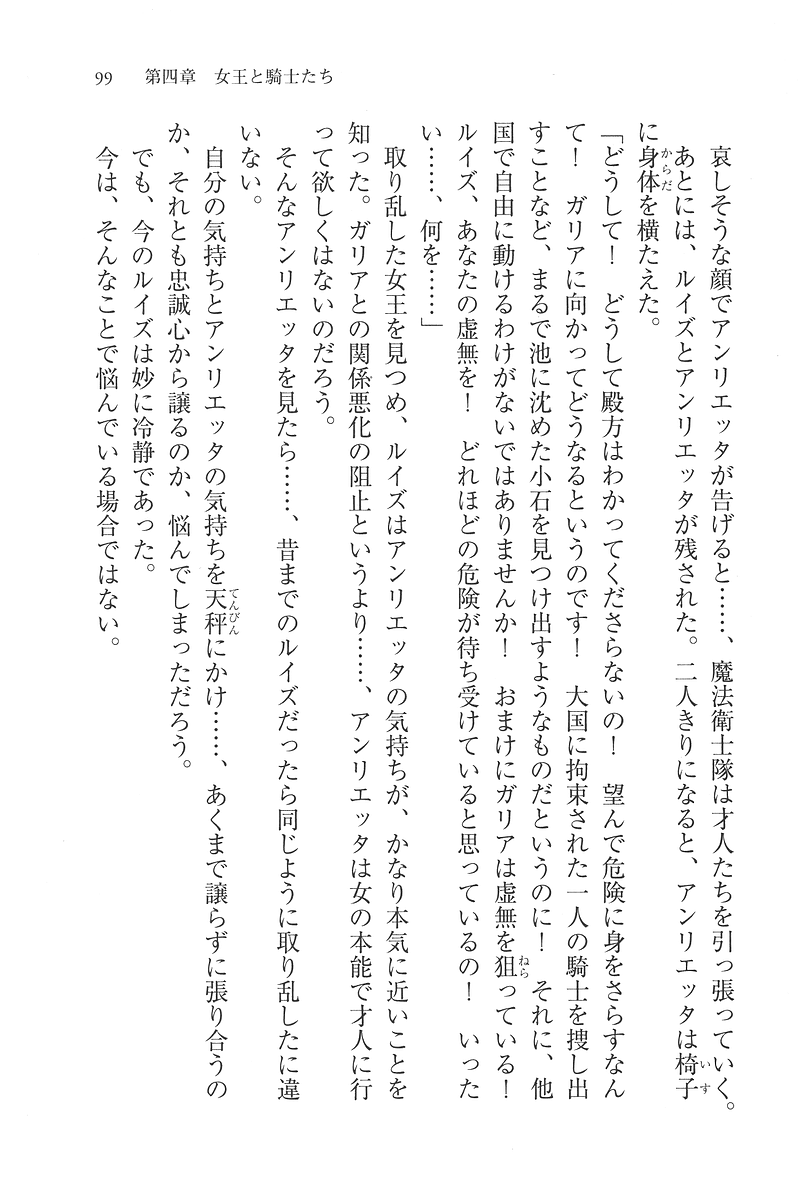 99　第四章　女王と騎士たち
　哀しそうな顔でアンリエッタが告げると……、魔法衛士隊は才人たちを引っ張っていく。
　あとには、ルイズとアンリエッタが残された。二人きりになると、アンリエッタは椅子
いす
に身体を横たえた。
からだ
「どうして！　どうして殿方はわかってくださらないの！　望んで危険に身をさらすなん
て！　ガリアに向かってどうなるというのです！　大国に拘束された一人の騎士を捜し出
すことなど、まるで池に沈めた小石を見つけ出すようなものだというのに！　それに、他
国で自由に動けるわけがないではありませんか！　おまけにガリアは虚無を狙っている！
ねら
ルイズ、あなたの虚無を！　どれほどの危険が待ち受けていると思っているの！　いった
い……、何を……」
　取り乱した女王を見つめ、ルイズはアンリエッタの気持ちが、かなり本気に近いことを
知った。ガリアとの関係悪化の阻止というより……、アンリエッタは女の本能で才人に行
って欲しくはないのだろう。
　そんなアンリエッタを見たら……、昔までのルイズだったら同じように取り乱したに違
いない。
　自分の気持ちとアンリエッタの気持ちを天秤にかけ……、あくまで譲らずに張り合うの
てんびん
か、それとも忠誠心から譲るのか、悩んでしまっただろう。
　でも、今のルイズは妙に冷静であった。
　今は、そんなことで悩んでいる場合ではない。